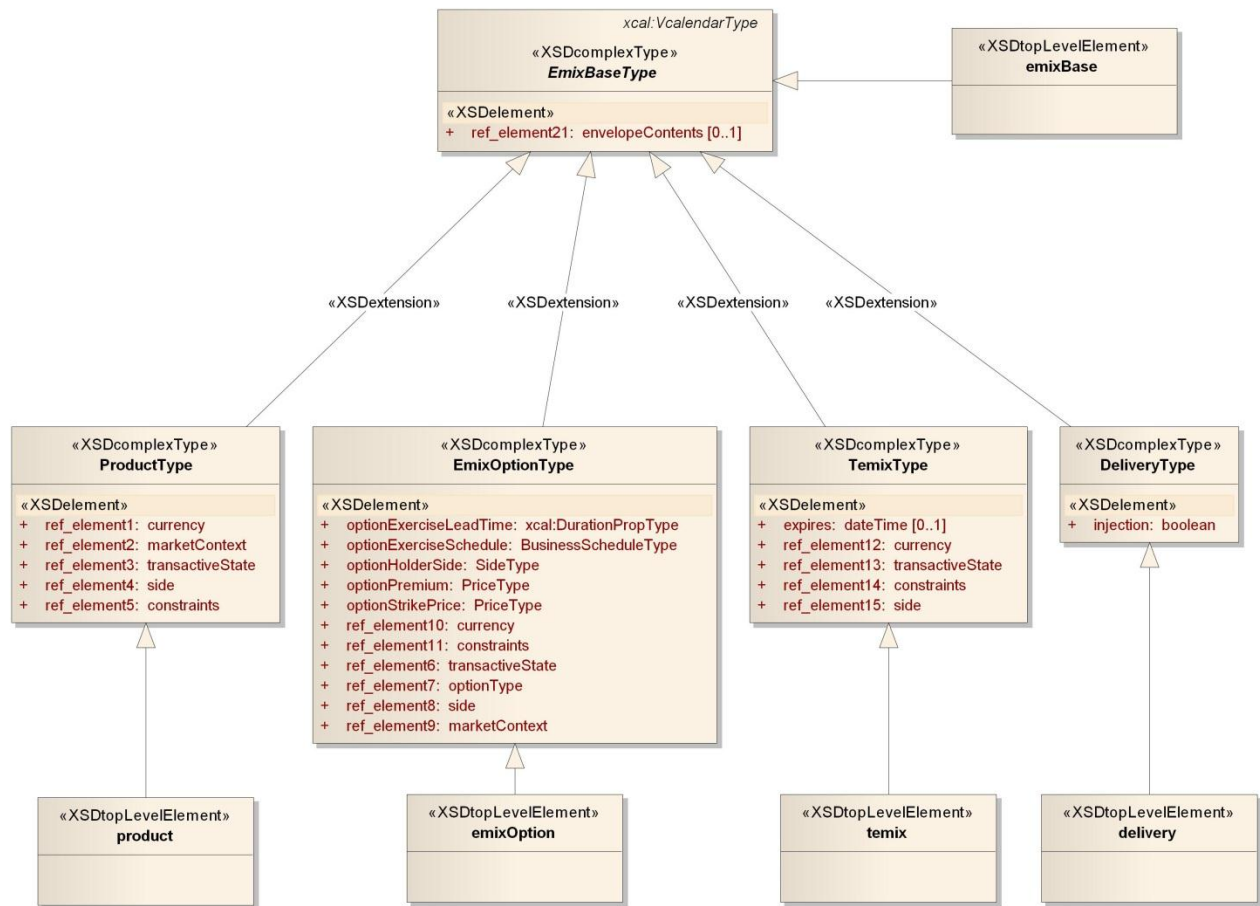 xcal:VcalendarType
«XSDcomplexType»
EmixBaseType
«XSDelement»
+ ref_element21: envelopeContents [0..1]
«XSDtopLevelElement»
emixBase
«XSDextension»
«XSDextension»
«XSDextension»
«XSDextension»
«XSDcomplexType»
ProductType
«XSDelement»
+ ref_element1: currency
+ ref_element2: marketContext
+ ref_element3: transactiveState
+ ref_element4: side
+ ref_element5: constraints
«XSDcomplexType»
EmixOptionType
«XSDelement»
+ optionExerciseLeadTime: xcal:DurationPropType
+ optionExerciseSchedule: BusinessScheduleType
+ optionHolderSide: SideType
+ optionPremium: PriceType
+ optionStrikePrice: PriceType
+ ref_element10: currency
+ ref_element11: constraints
+ ref_element6: transactiveState
+ ref_element7: optionType
+ ref_element8: side
+ ref_element9: marketContext
«XSDcomplexType»
TemixType
«XSDelement»
+ expires: dateTime [0..1]
+ ref_element12: currency
+ ref_element13: transactiveState
+ ref_element14: constraints
+ ref_element15: side
«XSDcomplexType»
DeliveryType
«XSDelement»
+ injection: boolean
«XSDtopLevelElement»
product
«XSDtopLevelElement»
emixOption
«XSDtopLevelElement»
temix
«XSDtopLevelElement»
delivery